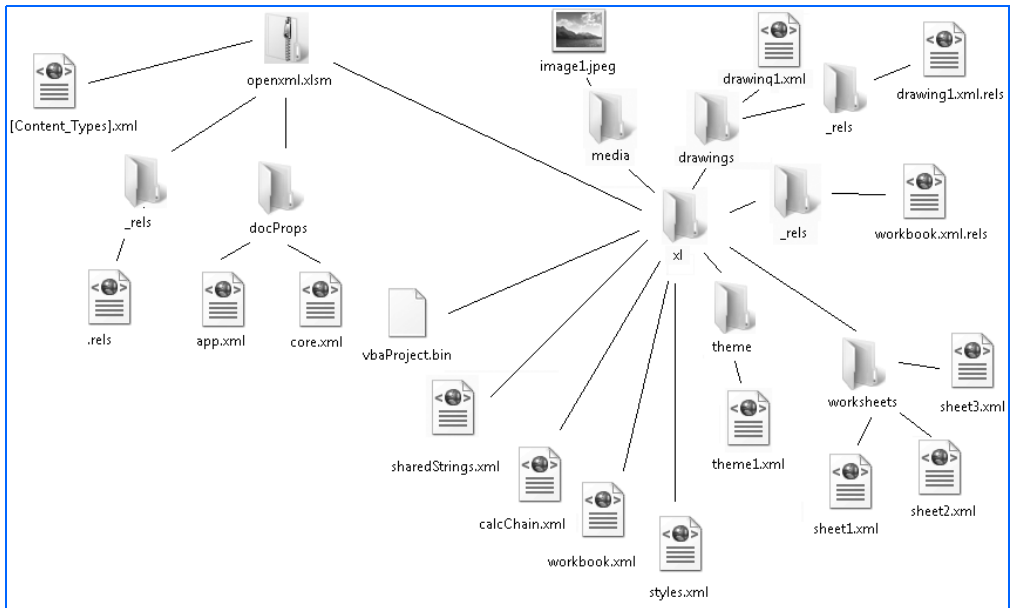 openxml.xlsm
[Content_Types].xml
image1.jpeg
drawing1.xml
drawing1.xml.rels
_rels
media
drawings
_rels
docProps
xl
_rels
workbook.xml.rels
.rels
app.xml
core.xml
vbaProject.bin
theme
worksheets
sheet3.xml
sharedStrings.xml
theme1.xml
calcChain.xml
sheet1.xml
sheet2.xml
workbook.xml
styles.xml